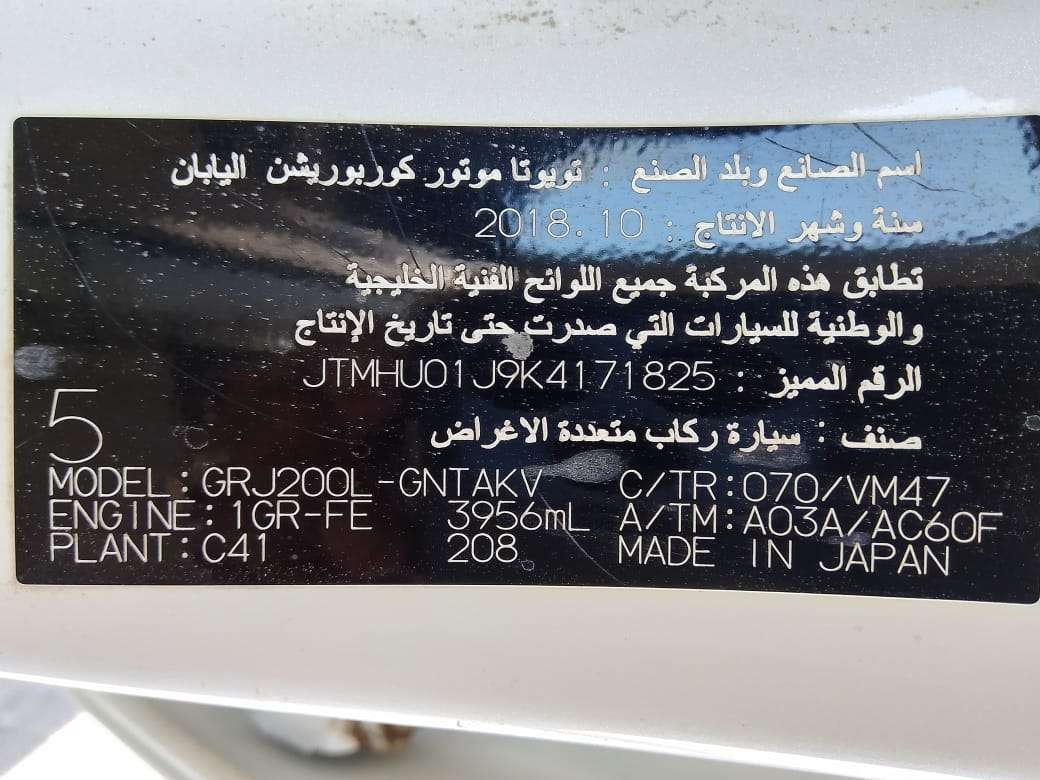 اسم الصانع وبلد الصنع : تويوتا موتور كوربوريشن اليابان
سنة وشهر الانتاج : 2018.10
تطابق هذه المركبة جميع اللوائح الفنية الخليجية
والوطنية للسيارات التي صدرت حتى تاريخ الإنتاج
الرقم المميز : JTMHU01J9K4171825
صنف : سيارة ركاب متعددة الاغراض
5
MODEL:GRJ200L-GNTAKV C/TR:070/VM47
ENGINE:1GR-FE 3956mL A/TM:A03A/AC60F
PLANT:C41 208 MADE IN JAPAN